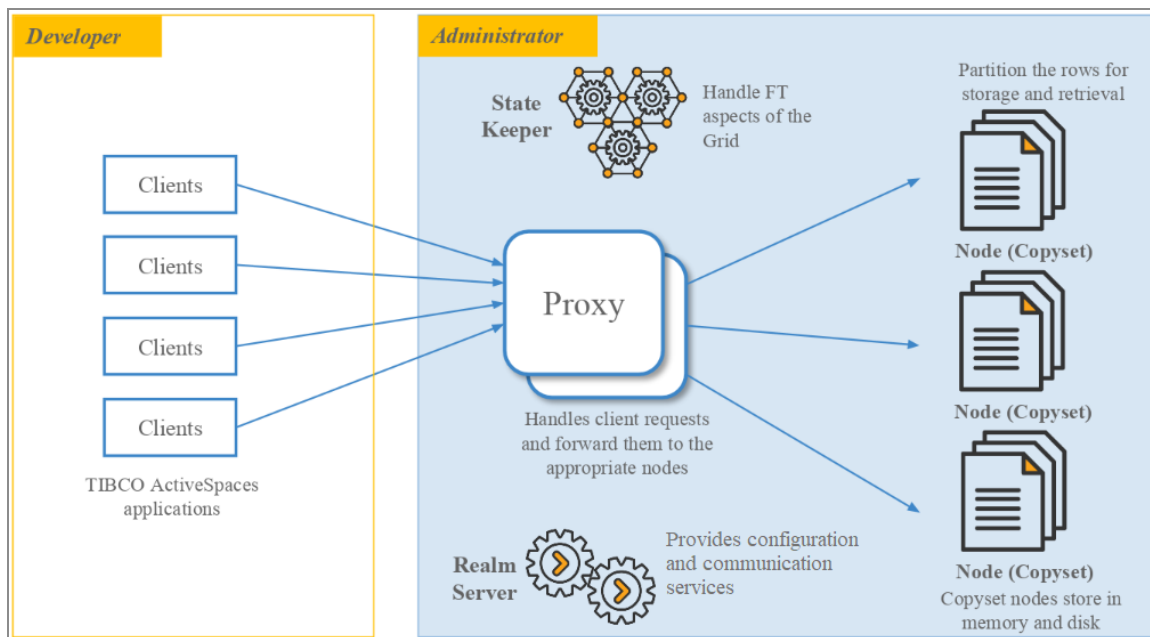 Developer
Administrator
State
Keeper
Handle FT
aspects of the
Grid
Partition the rows for
storage and retrieval
Clients
Clients
Clients
Clients
TIBCO ActiveSpaces
applications
Proxy
Handles client requests
and forward them to the
appropriate nodes
Node (Copyset)
Node (Copyset)
Node (Copyset)
Copyset nodes store in
memory and disk
Realm
Server
Provides configuration
and communication
services